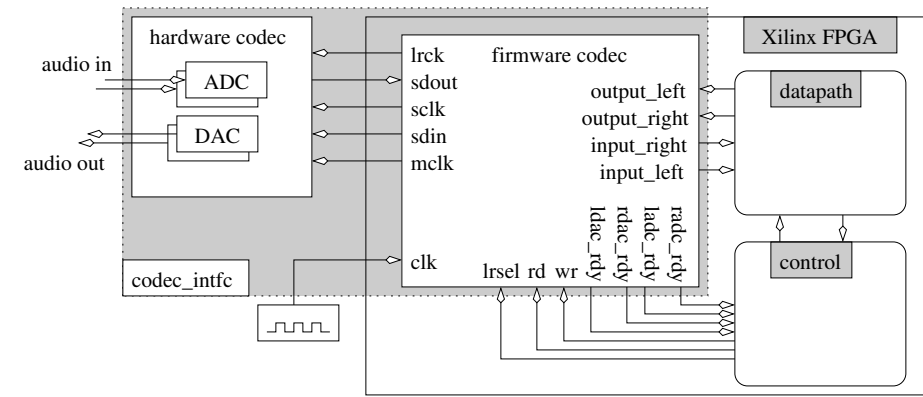 hardware codec
Xilinx FPGA
lrck
firmware codec
audio in
ADC
sdout
output_left
datapath
sclk
output_right
DAC
sdin
input_right
audio out
mclk
input_left
ldac_rdy
rdac_rdy
ladc_rdy
radc_rdy
clk
lrsel rd wr
control
codec_intfc